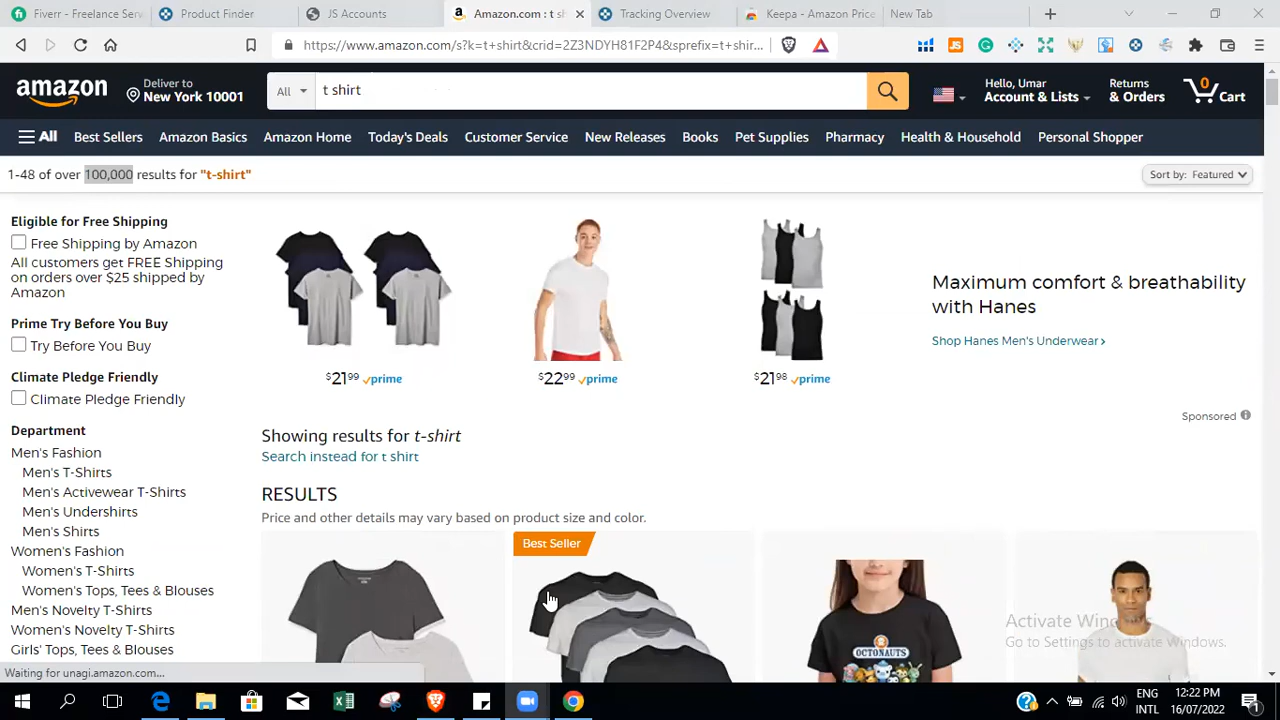 Fiverr - Freelance Serv
Product Finder
JS Accounts
Amazon.com : t sh
Tracking Overview
Keepa - Amazon Price
New Tab
https://www.amazon.com/s?k=t+shirt&crid=2Z3NDYH81F2P4&sprefix=t+shir...
amazon
Deliver to
New York 10001
All
t shirt
Hello, Umar
Account & Lists
Returns
& Orders
0
Cart
All
Best Sellers
Amazon Basics
Amazon Home
Today's Deals
Customer Service
New Releases
Books
Pet Supplies
Pharmacy
Health & Household
Personal Shopper
1-48 of over 100,000 results for "t-shirt"
Sort by: Featured
Eligible for Free Shipping
Free Shipping by Amazon
All customers get FREE Shipping
on orders over $25 shipped by
Amazon
Prime Try Before You Buy
Try Before You Buy
Climate Pledge Friendly
Climate Pledge Friendly
Department
Men's Fashion
Men's T-Shirts
Men's Activewear T-Shirts
Men's Undershirts
Men's Shirts
Women's Fashion
Women's T-Shirts
Women's Tops, Tees & Blouses
Men's Novelty T-Shirts
Women's Novelty T-Shirts
Girls' Tops, Tees & Blouses
$21.99 prime
$22.99 prime
$21.98 prime
Maximum comfort & breathability
with Hanes
Shop Hanes Men's Underwear
Sponsored
Showing results for t-shirt
Search instead for t shirt
RESULTS
Price and other details may vary based on product size and color.
Best Seller
OCTONAUTS
Activate Windows
Go to Settings to activate Windows.
Waiting for unagi.amazon.com...
ENG
INTL
12:22 PM
16/07/2022
1